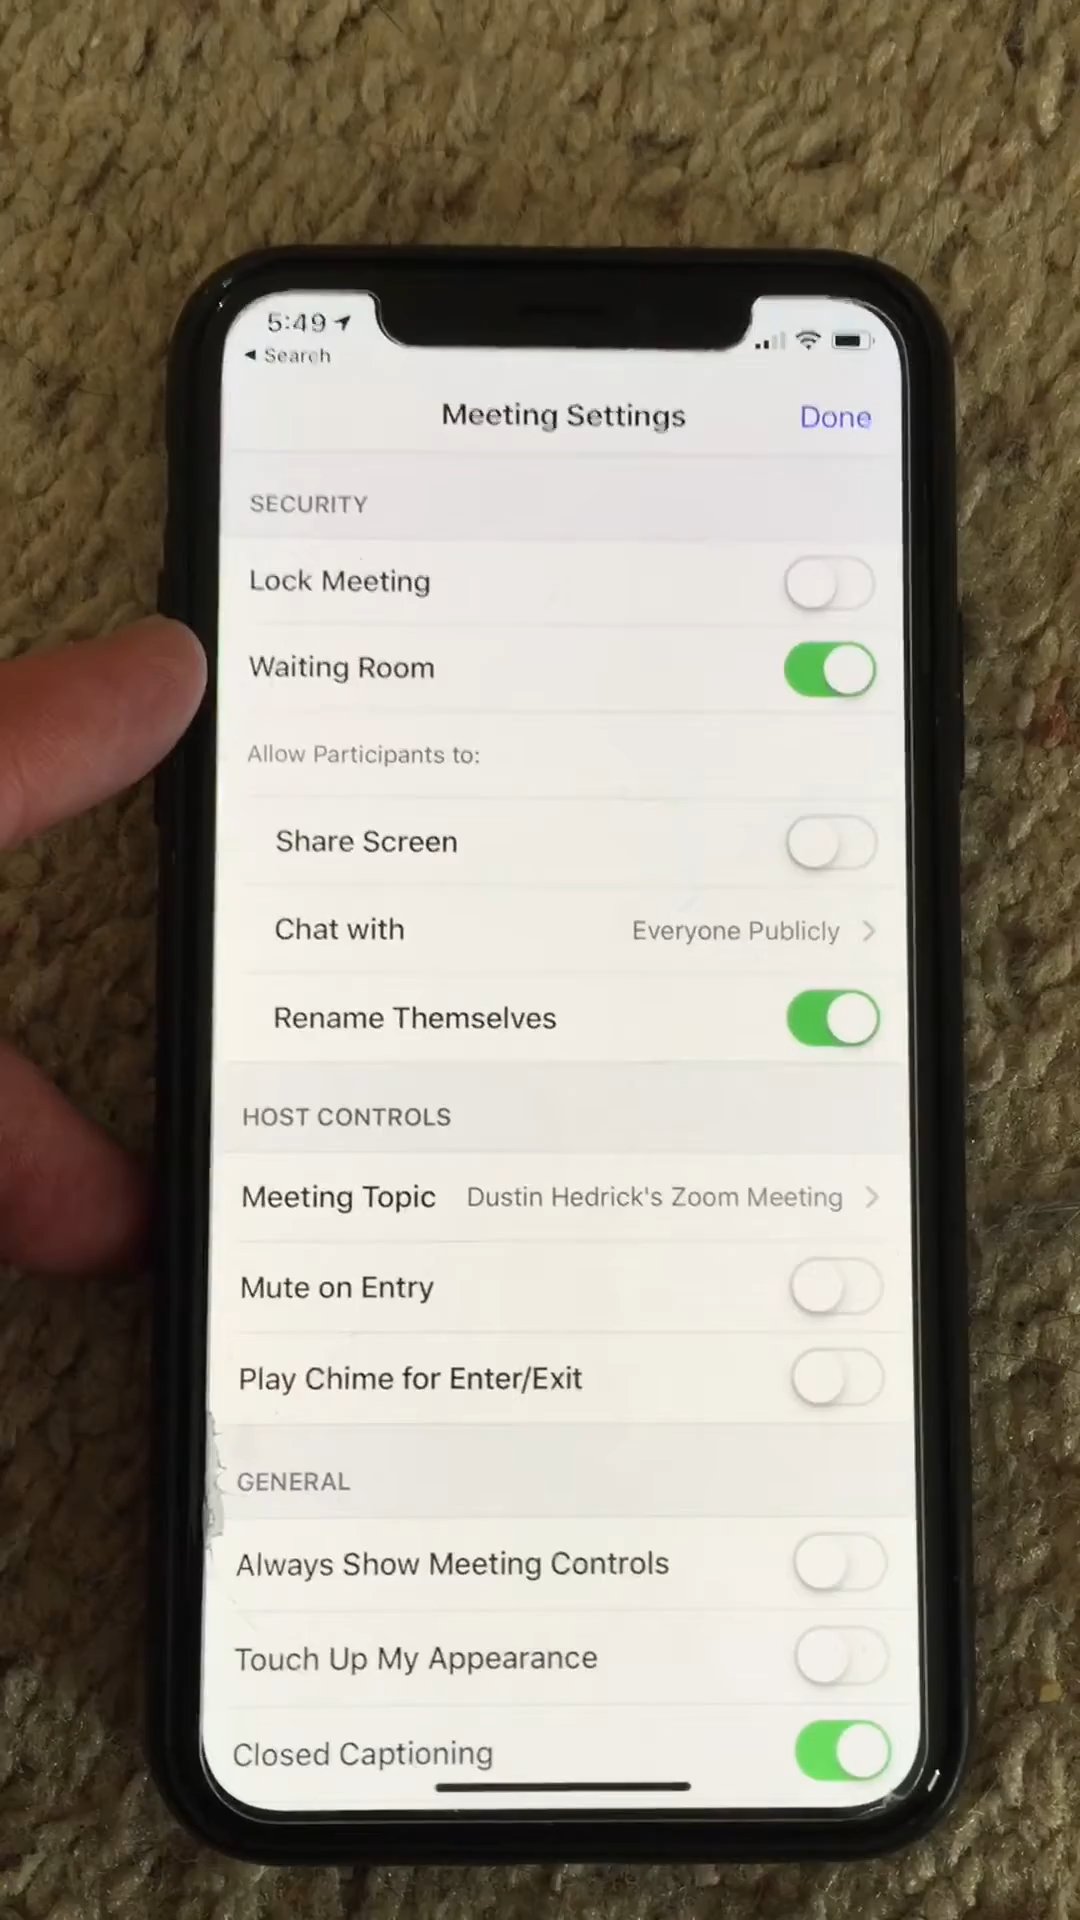 5:49
◄ Search
Meeting Settings
Done
SECURITY
Lock Meeting
Waiting Room
Allow Participants to:
Share Screen
Chat with Everyone Publicly
Rename Themselves
HOST CONTROLS
Meeting Topic Dustin Hedrick's Zoom Meeting
Mute on Entry
Play Chime for Enter/Exit
GENERAL
Always Show Meeting Controls
Touch Up My Appearance
Closed Captioning